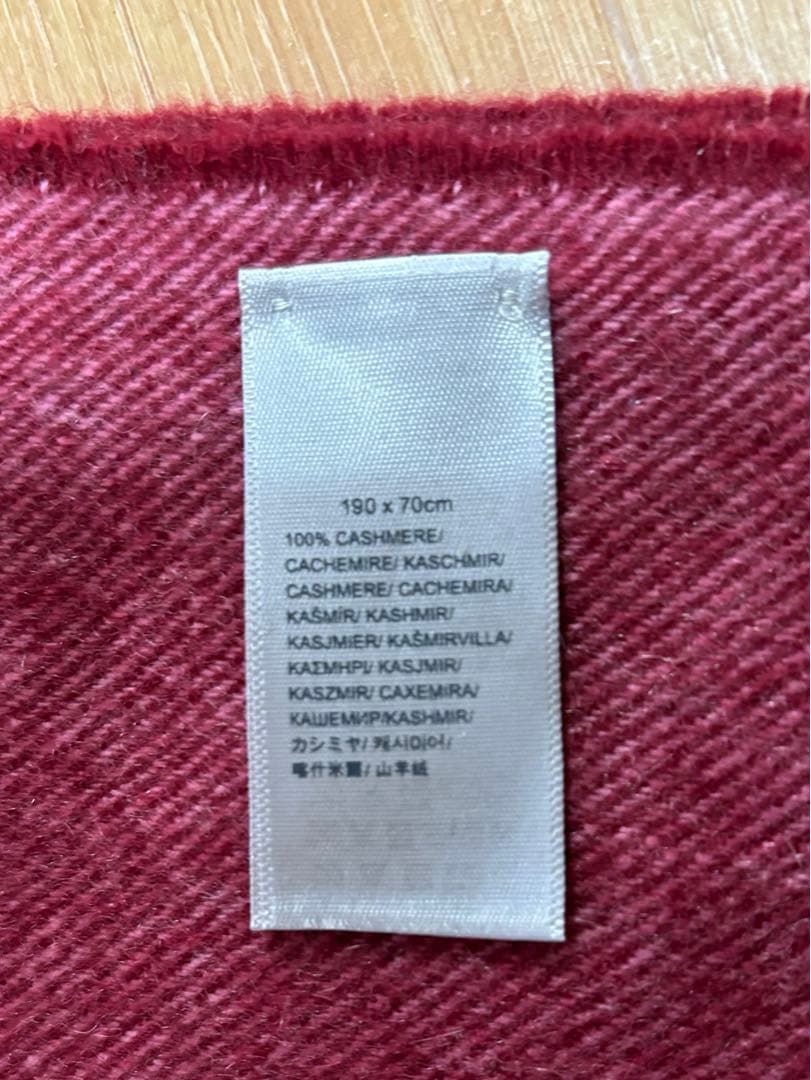 190 x 70cm
100% CASHMERE/
CACHEMIRE/ KASCHMIR/
CASHMERE/ CACHEMIRA/
KAŠMÍR/ KASHMIR/
KASJMIER/ KAŠMIRVILLA/
ΚΑΣΜΗΡΙ/ KASJMIR/
KASZMIR/ CAXEMIRA/
КАШЕМИР/KASHMIR/
カシミヤ/ 캐시미어/
喀什米爾/ 山羊絨